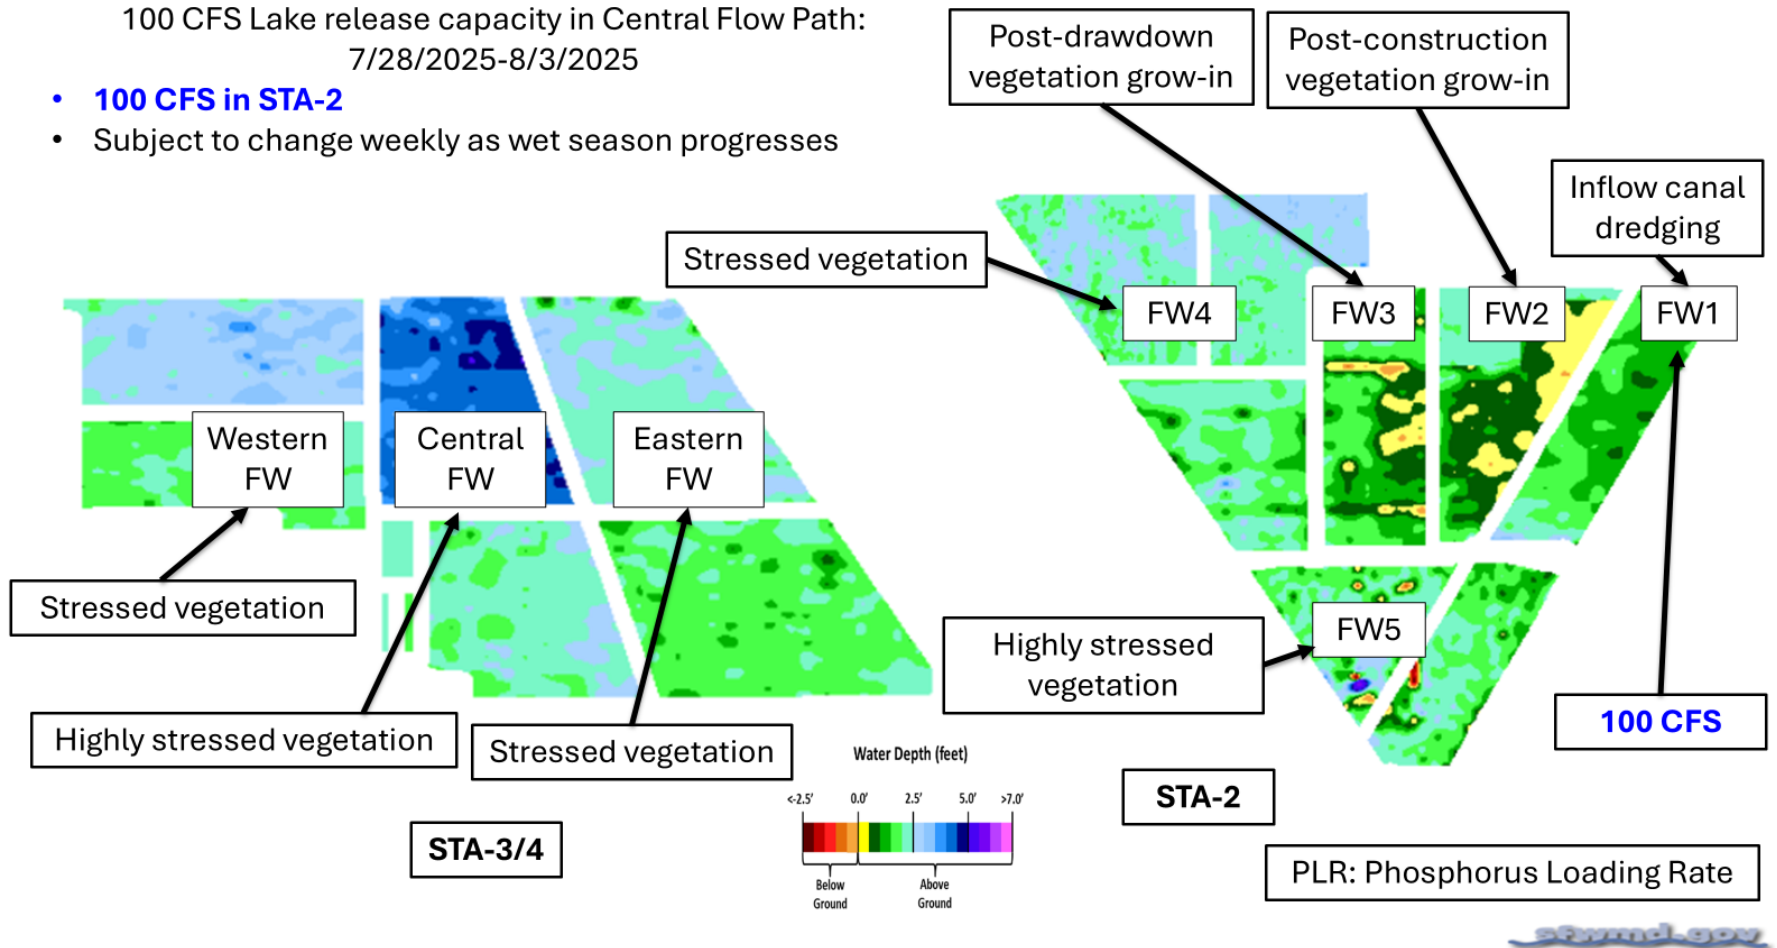 100 CFS Lake release capacity in Central Flow Path:
7/28/2025-8/3/2025
• 100 CFS in STA-2
• Subject to change weekly as wet season progresses
Post-drawdown
vegetation grow-in
Post-construction
vegetation grow-in
Inflow canal
dredging
Stressed vegetation
FW4
FW3
FW2
FW1
Western
FW
Central
FW
Eastern
FW
Stressed vegetation
Highly stressed vegetation
Stressed vegetation
Highly stressed
vegetation
FW5
100 CFS
STA-3/4
Water Depth (feet)
<-2.5' 0.0' 2.5' 5.0' >7.0'
Below
Ground
Above
Ground
STA-2
PLR: Phosphorus Loading Rate
sfwmd.gov